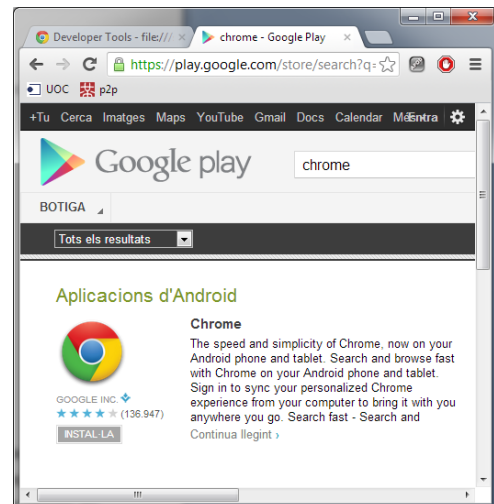 Developer Tools - file:///
chrome - Google Play
https://play.google.com/store/search?q=
UOC p2p
+Tu Cerca Imatges Maps YouTube Gmail Docs Calendar
Google play
chrome
BOTIGA
Tots els resultats
Aplicacions d'Android
Chrome
The speed and simplicity of Chrome, now on your
Android phone and tablet. Search and browse fast
with Chrome on your Android phone and tablet.
Sign in to sync your personalized Chrome
experience from your computer to bring it with you
anywhere you go. Search fast - Search and
Continua llegint ›
GOOGLE INC.
(136.947)
INSTAL·LA